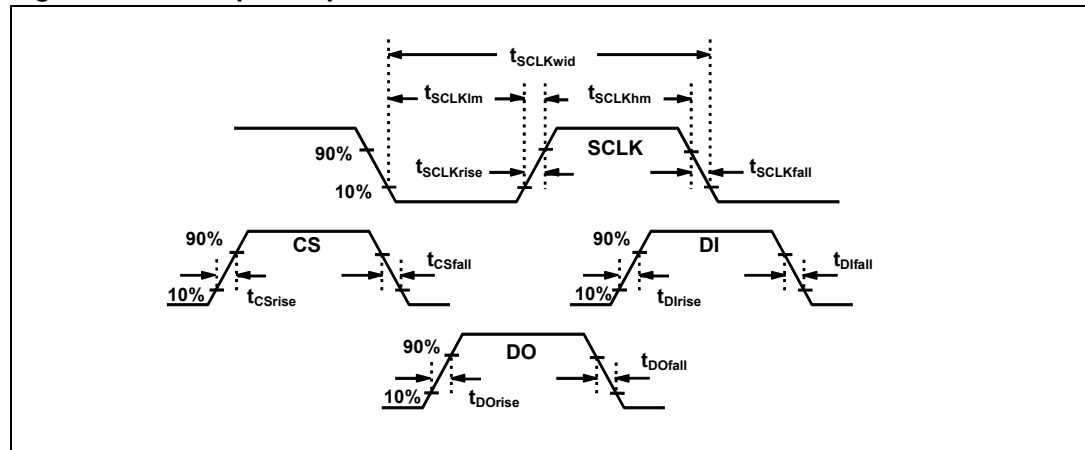 tSCLKwid
tSCLKlm
tSCLKhm
90%
SCLK
tSCLKrise
tSCLKfall
10%
90%
CS
tCSfall
10%
tCSrise
90%
DI
tDIfall
10%
tDIrise
90%
DO
tDOfall
10%
tDOrise